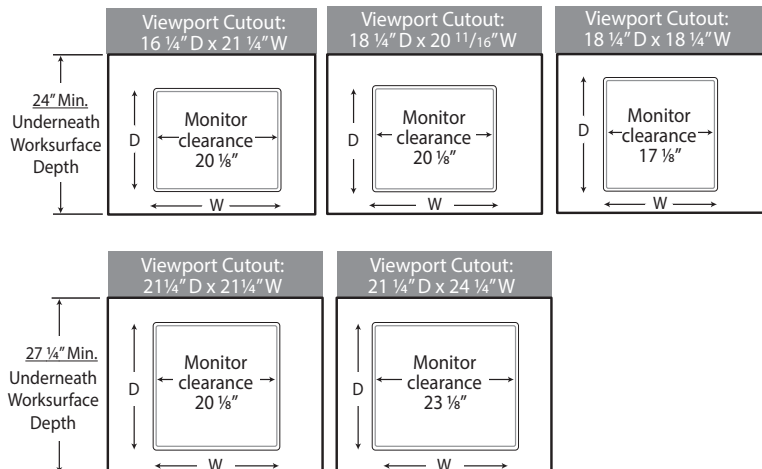 Viewport Cutout:
16 ¼” D x 21 ¼” W
Viewport Cutout:
18 ¼” D x 20 11/16” W
Viewport Cutout:
18 ¼” D x 18 ¼” W
24” Min.
Underneath
Worksurface
Depth
D
Monitor
clearance
20 ⅛”
W
D
Monitor
clearance
20 ⅛”
W
D
Monitor
clearance
17 ⅛”
W
Viewport Cutout:
21¼” D x 21¼” W
Viewport Cutout:
21 ¼” D x 24 ¼” W
27 ¼” Min.
Underneath
Worksurface
Depth
D
Monitor
clearance
20 ⅛”
W
D
Monitor
clearance
23 ⅛”
W